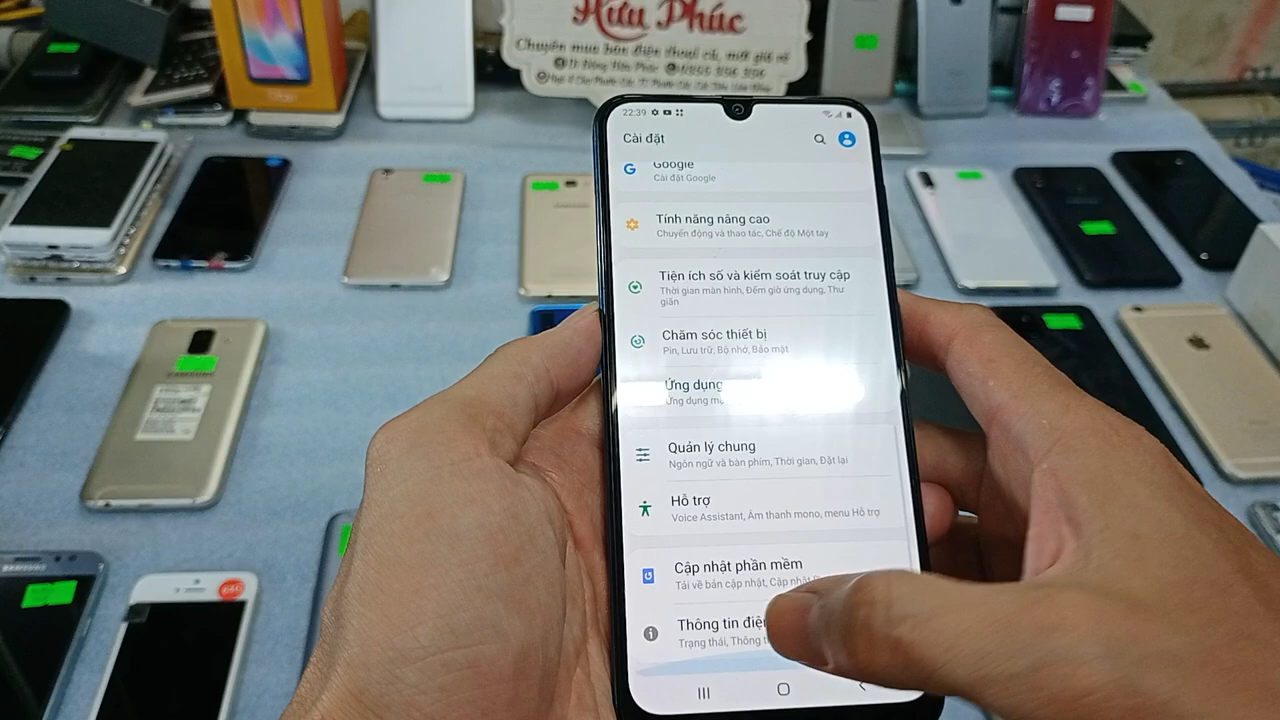 Hưu Phúc
Chuyên mua bán điện thoại cũ, mới giá rẻ
22:39
Cài đặt
Google
Cài đặt Google
Tính năng nâng cao
Chuyển động và thao tác, Chế độ Một tay
Tiện ích số và kiểm soát truy cập
Thời gian màn hình, Đếm giờ ứng dụng, Thư
giãn
Chăm sóc thiết bị
Pin, Lưu trữ, Bộ nhớ, Bảo mật
Ứng dụng
Ứng dụng
Quản lý chung
Ngôn ngữ và bàn phím, Thời gian, Đặt lại
Hỗ trợ
Voice Assistant, Âm thanh mono, menu Hỗ trợ
Cập nhật phần mềm
Tải về bản cập nhật, Cập nhật
Thông tin
Trạng thái, Thông
SAMSUNG